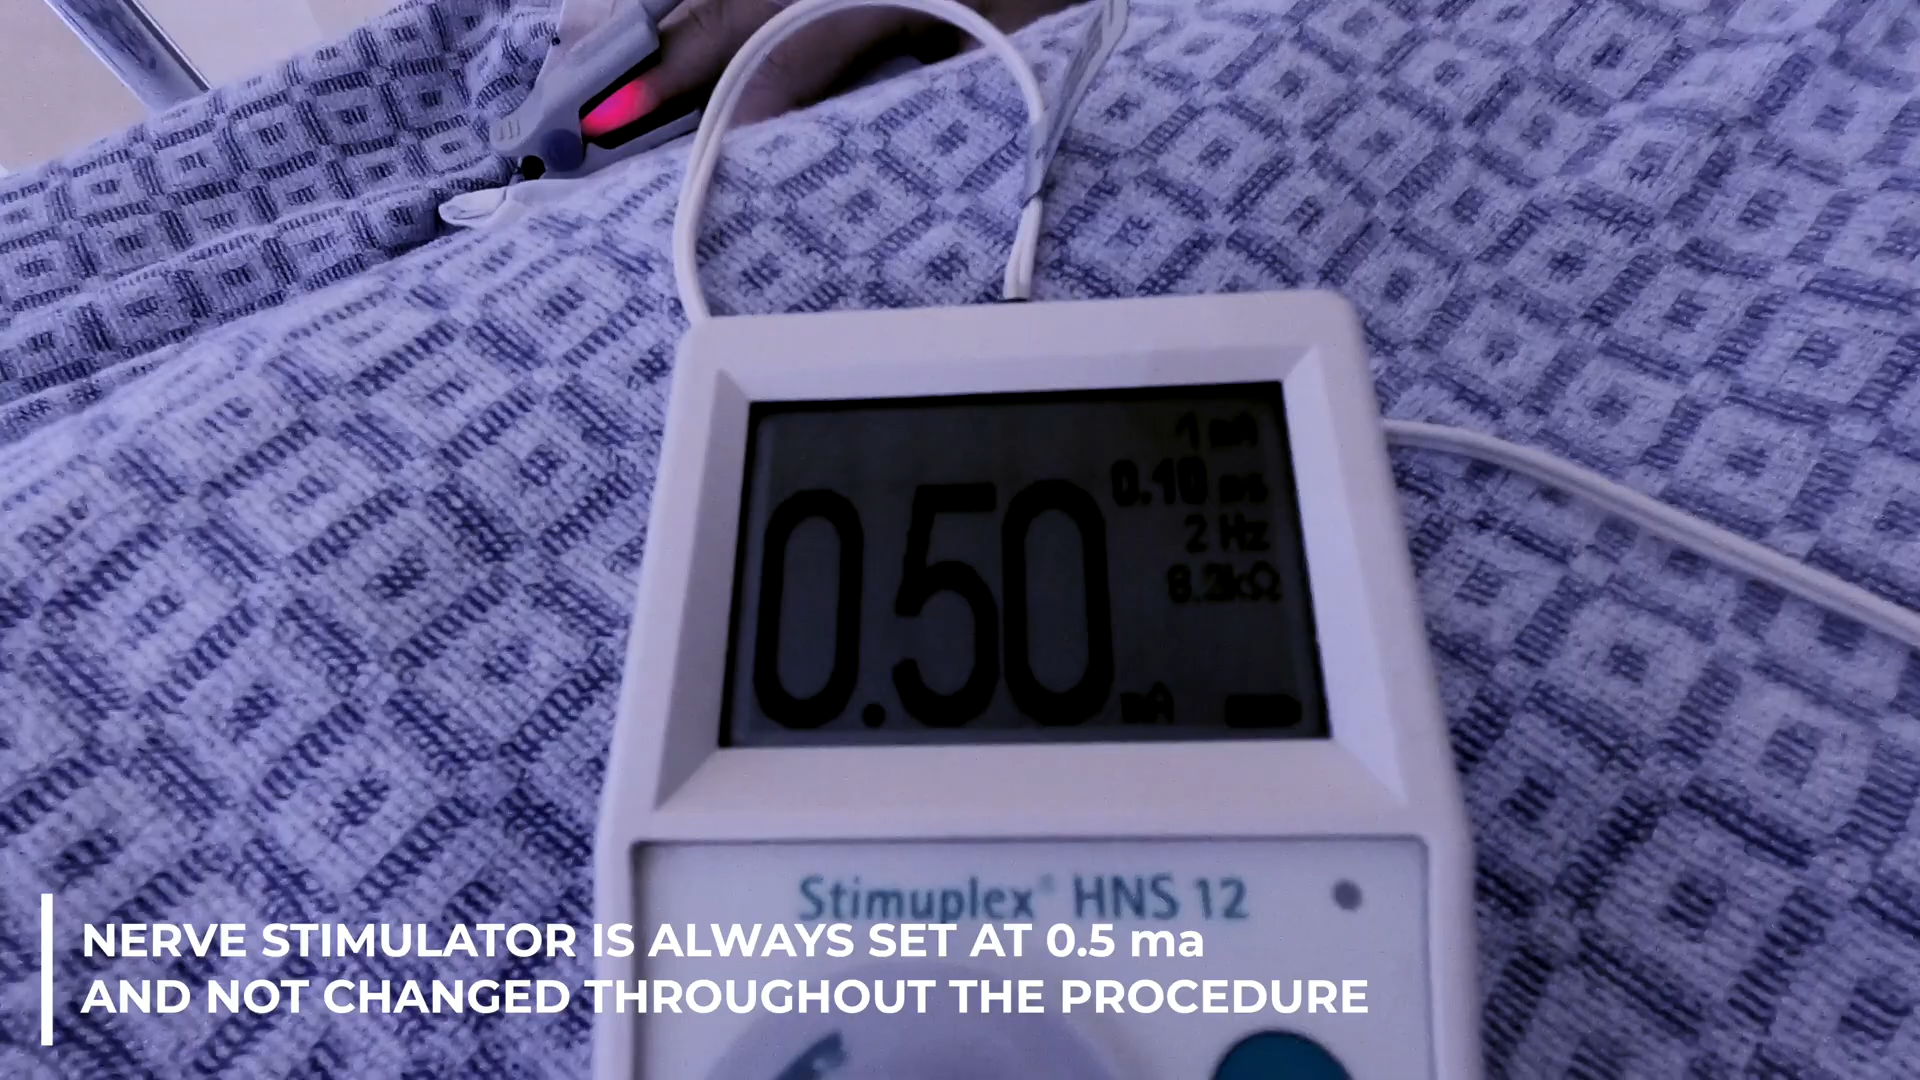 1 mA
0.10 ms
2 Hz
8.2kΩ
0.50 mA
Stimuplex® HNS 12
NERVE STIMULATOR IS ALWAYS SET AT 0.5 ma
AND NOT CHANGED THROUGHOUT THE PROCEDURE